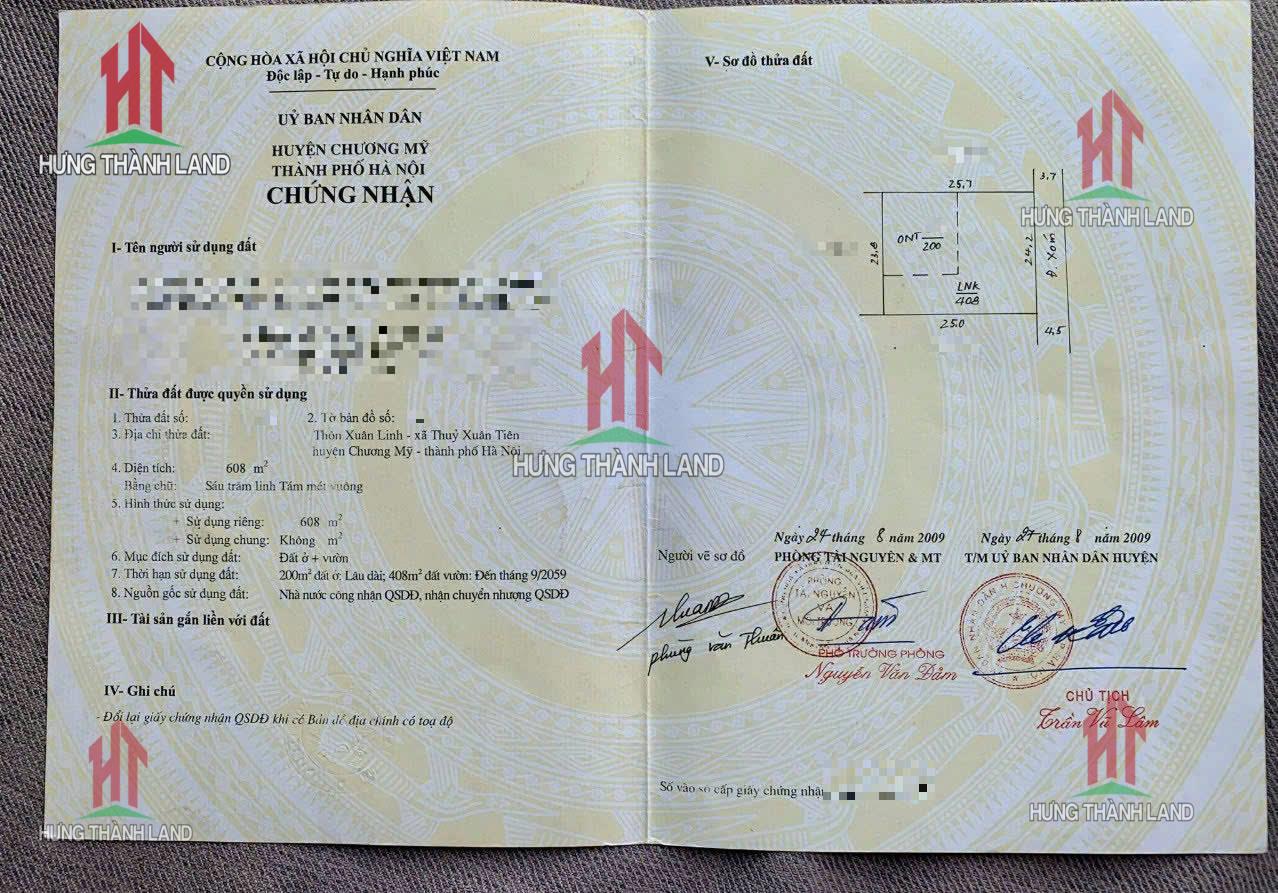 CỘNG HÒA XÃ HỘI CHỦ NGHĨA VIỆT NAM
Độc lập - Tự do - Hạnh phúc
UỶ BAN NHÂN DÂN
HUYỆN CHƯƠNG MỸ
THÀNH PHỐ HÀ NỘI
CHỨNG NHẬN
I- Tên người sử dụng đất
II- Thửa đất được quyền sử dụng
1. Thửa đất số: 2. Tờ bản đồ số:
3. Địa chỉ thửa đất: Thôn Xuân Linh - xã Thuỷ Xuân Tiên
huyện Chương Mỹ - thành phố Hà Nội
4. Diện tích: 608 m²
Bằng chữ: Sáu trăm linh Tám mét vuông
5. Hình thức sử dụng:
+ Sử dụng riêng: 608 m²
+ Sử dụng chung: Không m²
6. Mục đích sử dụng đất: Đất ở + vườn
7. Thời hạn sử dụng đất: 200m² đất ở: Lâu dài; 408m² đất vườn: Đến tháng 9/2059
8. Nguồn gốc sử dụng đất: Nhà nước công nhận QSDĐ, nhận chuyển nhượng QSDĐ
III- Tài sản gắn liền với đất
IV- Ghi chú
- Đổi lại giấy chứng nhận QSDĐ khi có Bản đồ địa chính có toạ độ
V- Sơ đồ thửa đất
25,7
3,7
23,8
ONT
200
24,2
Đ. Xóm
LNK
408
25.0
4,5
Người vẽ sơ đồ
phùng văn Thuấn
Ngày 24 tháng 8 năm 2009
PHÒNG TÀI NGUYÊN & MT
PHÒNG
TÀI NGUYÊN
VÀ
MÔI TRƯỜNG
PHÓ TRƯỞNG PHÒNG
Nguyễn Văn Dảm
Ngày 27 tháng 8 năm 2009
T/M UỶ BAN NHÂN DÂN HUYỆN
CHỦ TỊCH
Trần Vũ Lâm
Số vào sổ cấp giấy chứng nhận
HƯNG THÀNH LAND
HƯNG THÀNH LAND
HƯNG THÀNH LAND
HƯNG THÀNH LAND
HƯNG THÀNH LAND